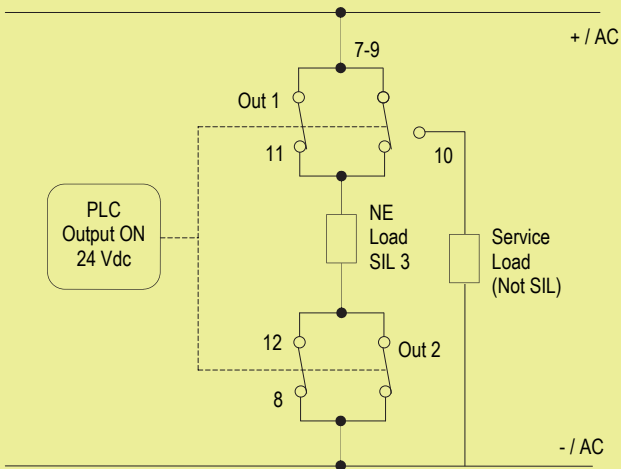 + / AC
7-9
Out 1
11
10
PLC
Output ON
24 Vdc
NE
Load
SIL 3
Service
Load
(Not SIL)
12
Out 2
8
- / AC